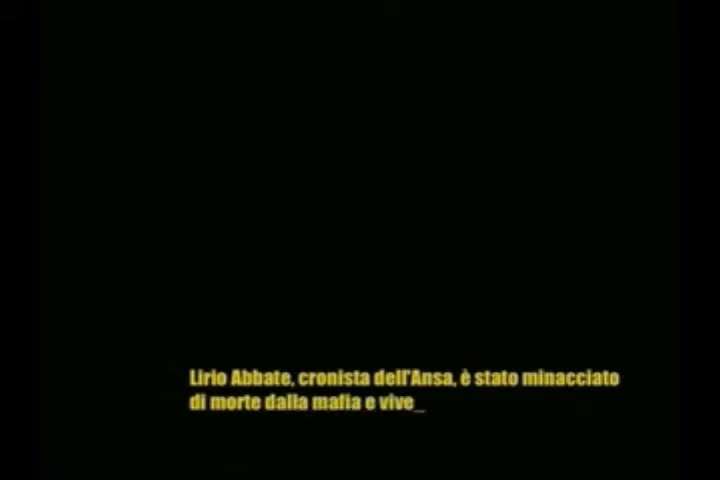 Lirio Abbate, cronista dell'Ansa, è stato minacciato
di morte dalla mafia e vive_